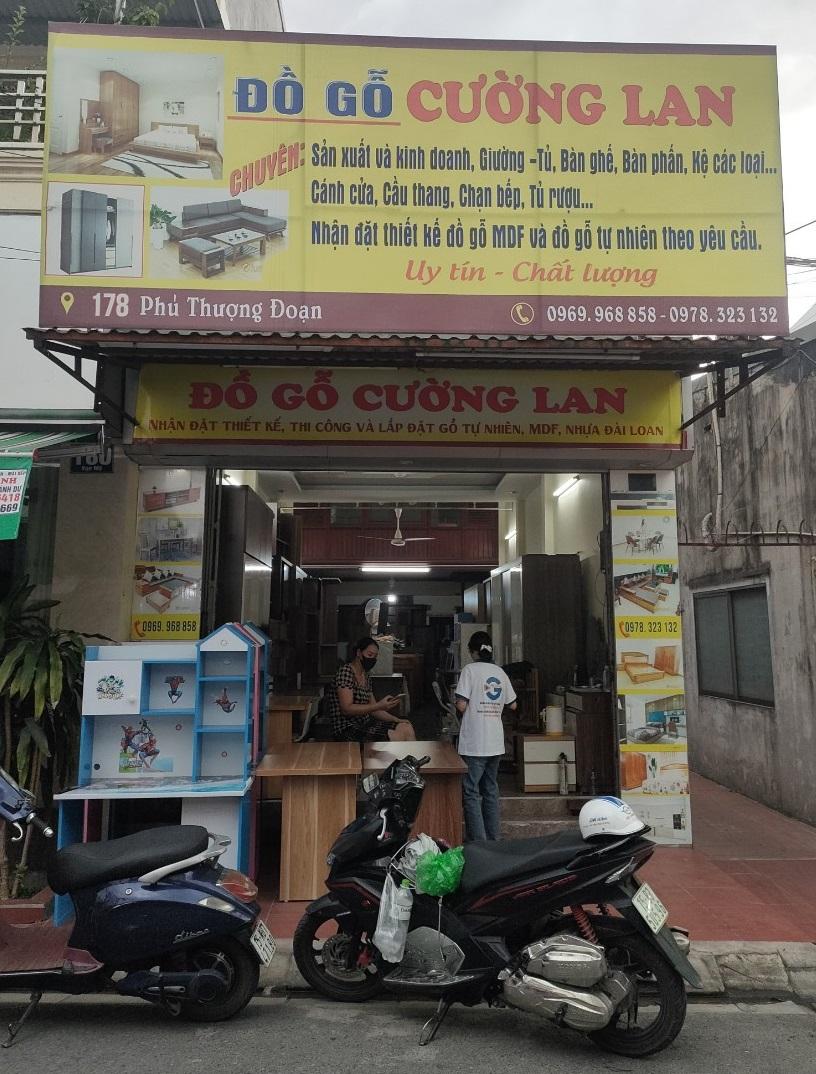 ĐỒ GỖ CƯỜNG LAN
CHUYÊN:
Sản xuất và kinh doanh, Giường -Tủ, Bàn ghế, Bàn phấn, Kệ các loại...
Cánh cửa, Cầu thang, Chạn bếp, Tủ rượu...
Nhận đặt thiết kế đồ gỗ MDF và đồ gỗ tự nhiên theo yêu cầu.
Uy tín - Chất lượng
178 Phủ Thượng Đoạn
0969.968 858 - 0978.323 132
ĐỒ GỖ CƯỜNG LAN
NHẬN ĐẶT THIẾT KẾ, THI CÔNG VÀ LẮP ĐẶT GỖ TỰ NHIÊN, MDF, NHỰA ĐÀI LOAN
180
0969. 968 858
0978. 323 132
G
dibao